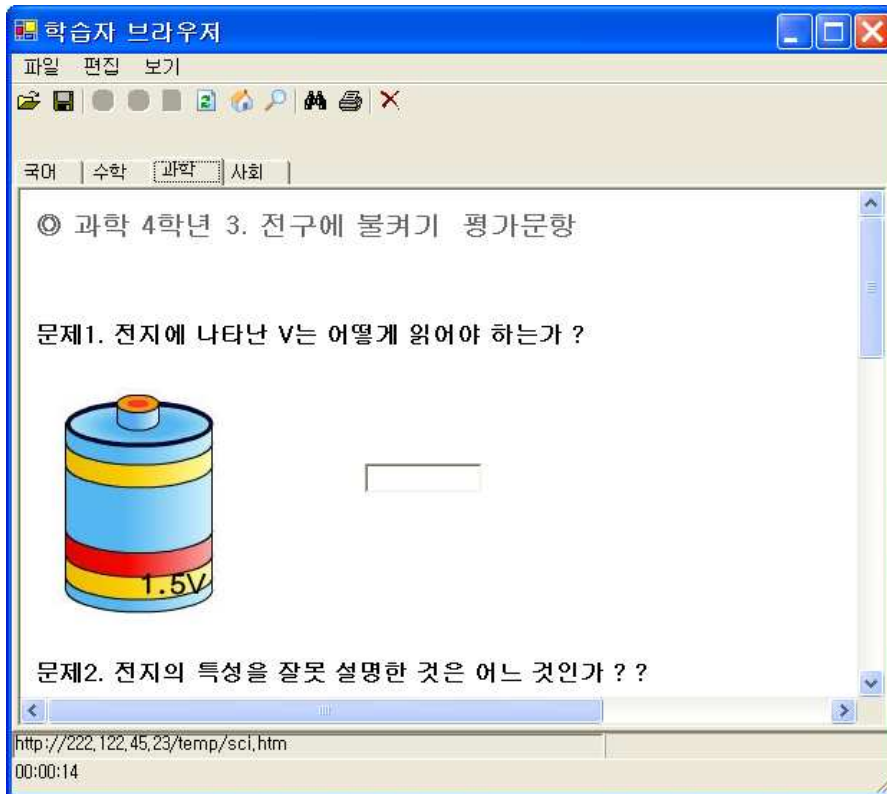 학습자 브라우저
파일 편집 보기
국어 수학 과학 사회
◎ 과학 4학년 3. 전구에 불켜기 평가문항
문제1. 전지에 나타난 V는 어떻게 읽어야 하는가 ?
1.5V
문제2. 전지의 특성을 잘못 설명한 것은 어느 것인가 ? ?
http://222,122,45,23/temp/sci,htm
00:00:14